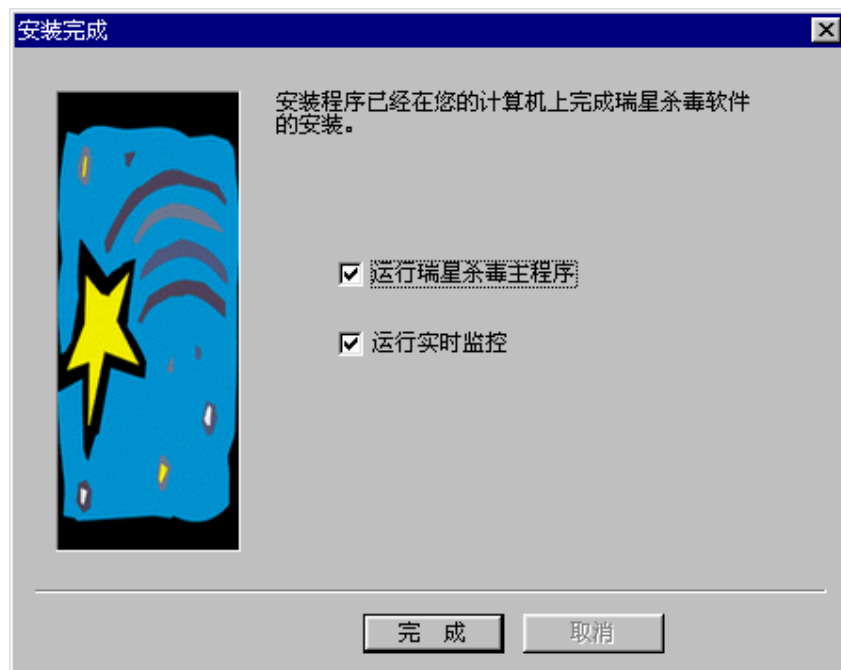 安装完成
安装程序已经在您的计算机上完成瑞星杀毒软件
的安装。
运行瑞星杀毒主程序
运行实时监控
完 成
取消